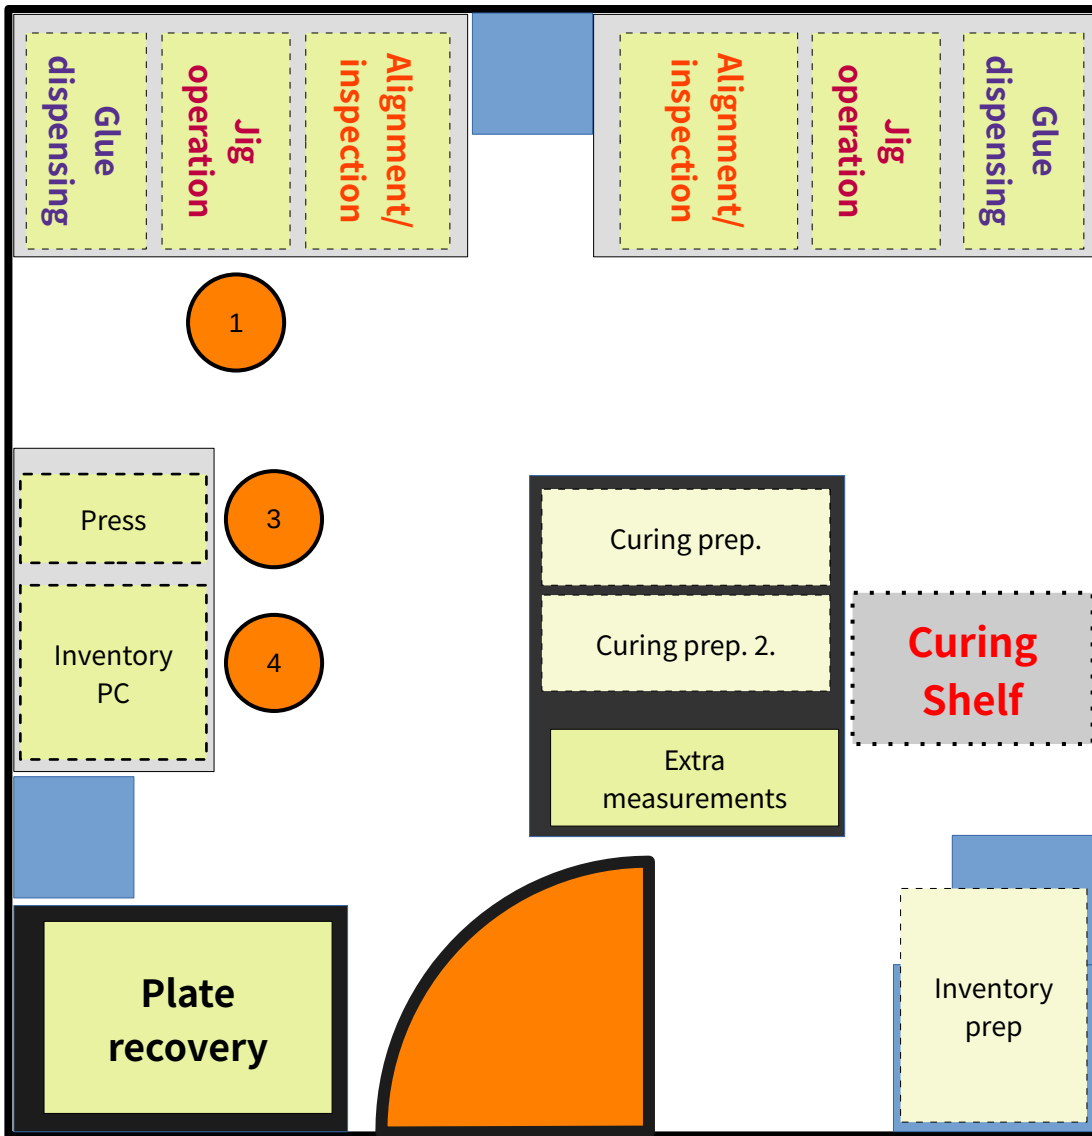 Glue
dispensing
Jig
operation
Alignment/
inspection
Alignment/
inspection
Jig
operation
Glue
dispensing
1
Press
3
Curing prep.
Inventory
PC
4
Curing prep. 2.
Curing
Shelf
Extra
measurements
Plate
recovery
Inventory
prep